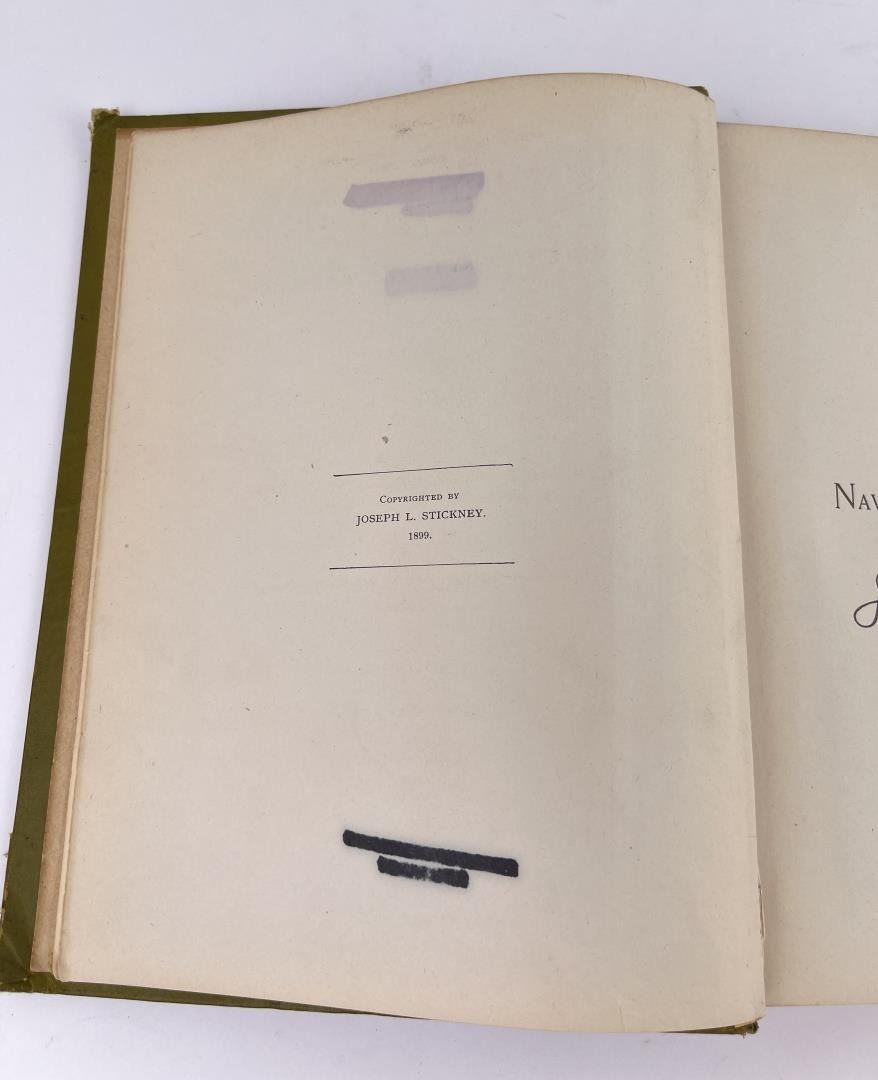 COPYRIGHTED BY
JOSEPH L. STICKNEY.
1899.
NAV